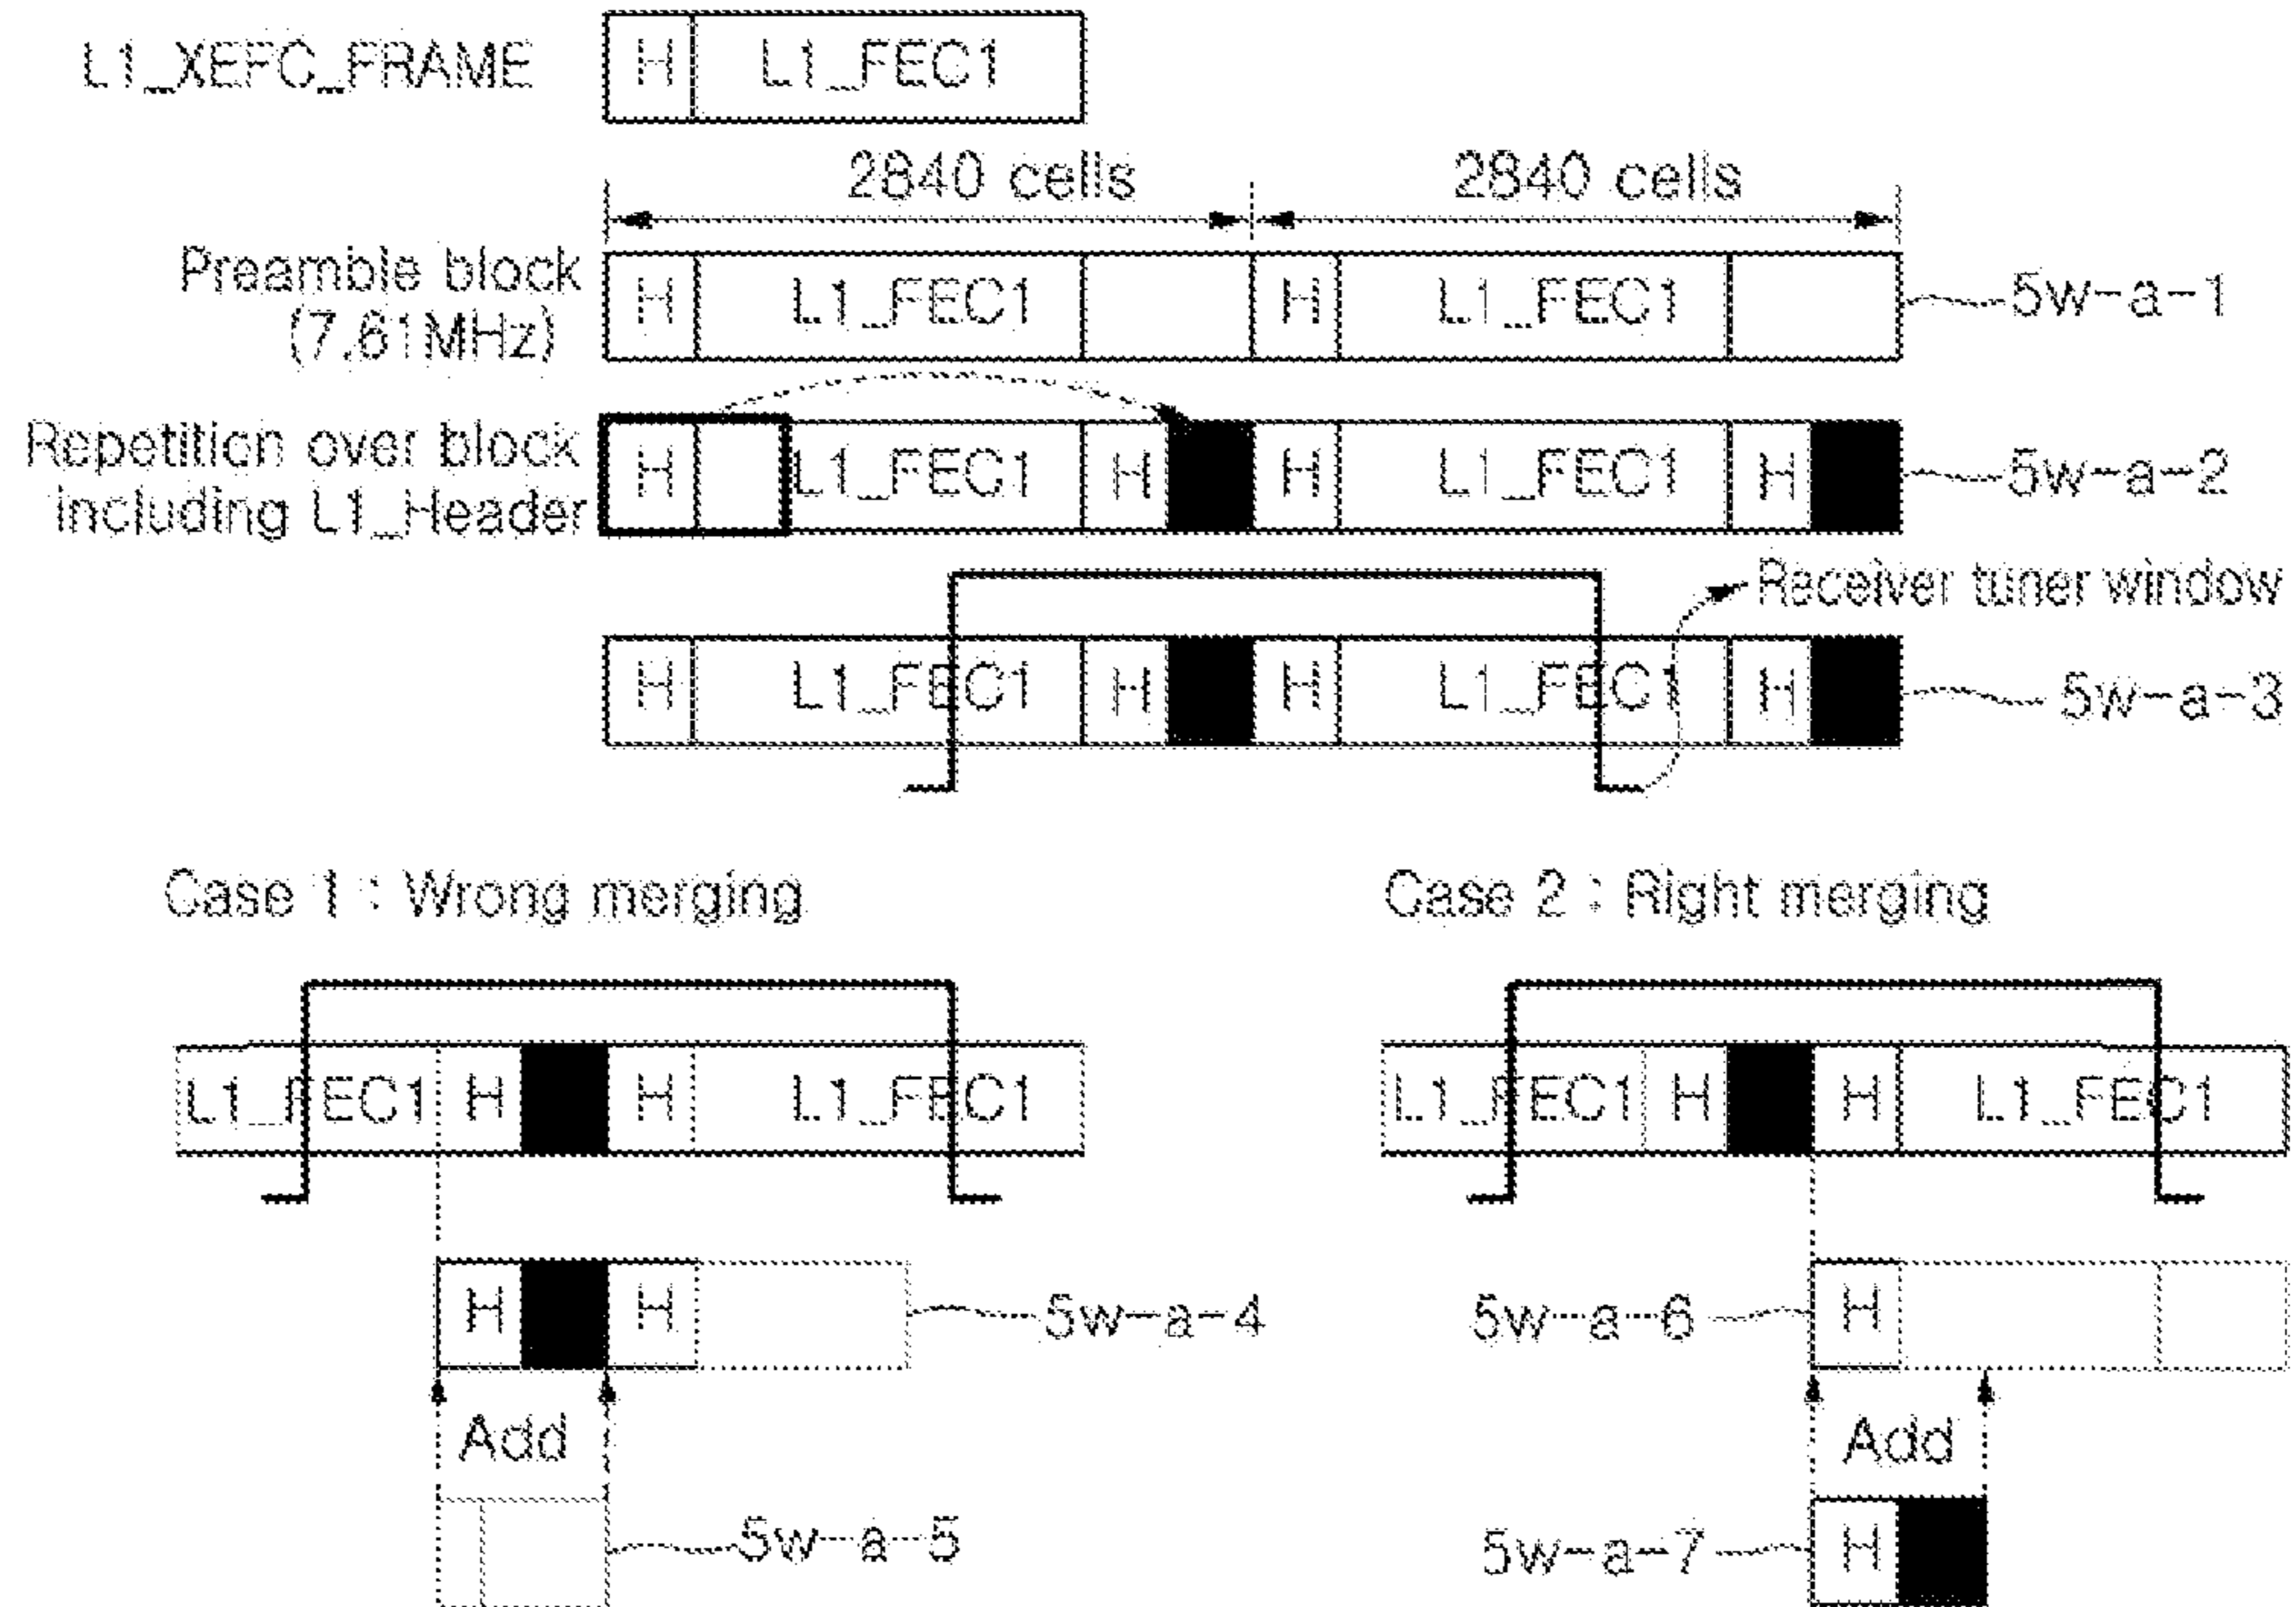 L1_XEFC_FRAME H L1_FEC1
2840 cells 2840 cells
Preamble block
(7.61MHz)
H L1_FEC1 H L1_FEC1 5w-a-1
Repetition over block
including L1_Header
H L1_FEC1 H H L1_FEC1 H 5w-a-2
Receiver tuner window
H L1_FEC1 H H L1_FEC1 H 5w-a-3
Case 1 : Wrong merging
Case 2 : Right merging
L1_FEC1 H H L1_FEC1
L1_FEC1 H H L1_FEC1
H H 5w-a-4
5w-a-6 H
Add
Add
5w-a-5
5w-a-7 H